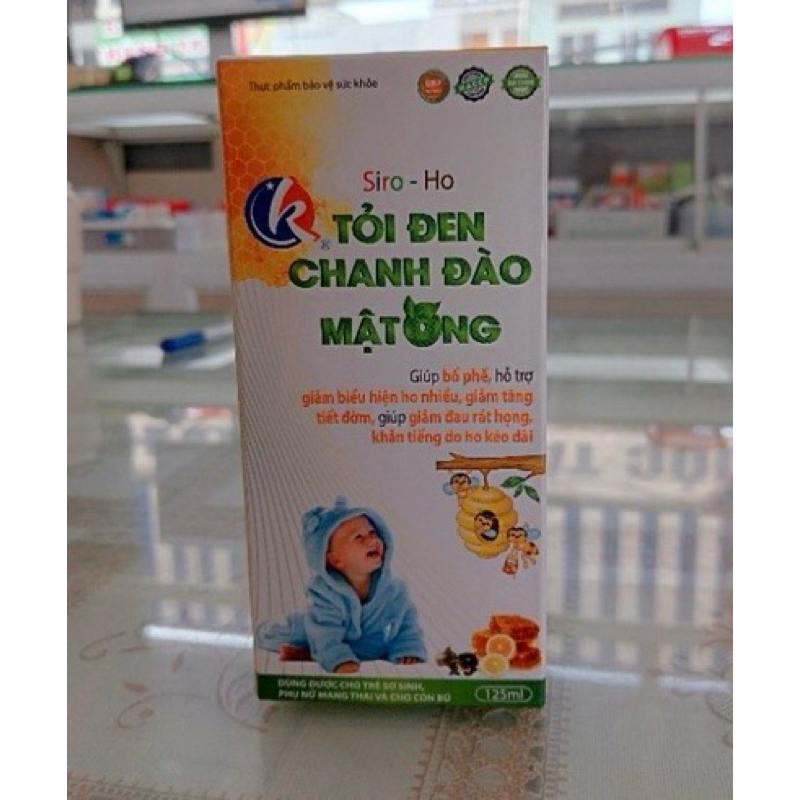 Thực phẩm bảo vệ sức khỏe
Siro - Ho
k
®
TỎI ĐEN
CHANH ĐÀO
MẬT ONG
Giúp bổ phế, hỗ trợ
giảm biểu hiện ho nhiều, giảm tăng
tiết đờm, giúp giảm đau rát họng,
khản tiếng do ho kéo dài
DÙNG ĐƯỢC CHO TRẺ SƠ SINH,
PHỤ NỮ MANG THAI VÀ CHO CON BÚ
125ml